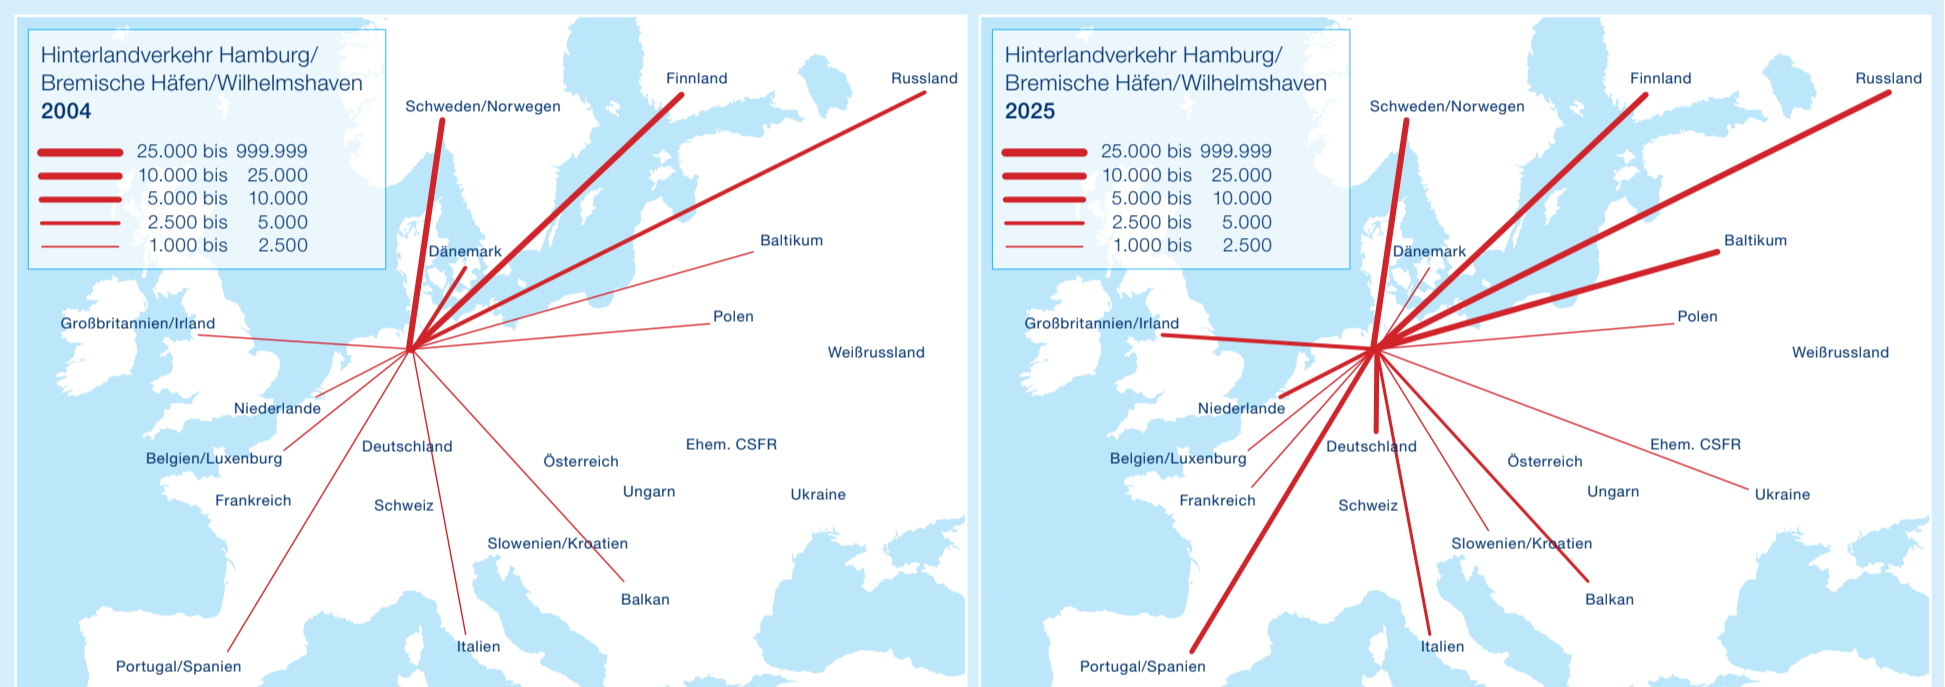 Hinterlandverkehr Hamburg/
Bremische Häfen/Wilhelmshaven
2004
25.000 bis 999.999
10.000 bis 25.000
5.000 bis 10.000
2.500 bis 5.000
1.000 bis 2.500
Finnland
Russland
Schweden/Norwegen
Baltikum
Dänemark
Polen
Großbritannien/Irland
Weißrussland
Niederlande
Deutschland
Ehem. CSFR
Belgien/Luxenburg
Österreich
Ungarn
Ukraine
Frankreich
Schweiz
Slowenien/Kroatien
Balkan
Italien
Portugal/Spanien
Hinterlandverkehr Hamburg/
Bremische Häfen/Wilhelmshaven
2025
25.000 bis 999.999
10.000 bis 25.000
5.000 bis 10.000
2.500 bis 5.000
1.000 bis 2.500
Finnland
Russland
Schweden/Norwegen
Baltikum
Dänemark
Polen
Großbritannien/Irland
Weißrussland
Niederlande
Deutschland
Ehem. CSFR
Belgien/Luxenburg
Österreich
Ungarn
Ukraine
Frankreich
Schweiz
Slowenien/Kroatien
Balkan
Italien
Portugal/Spanien